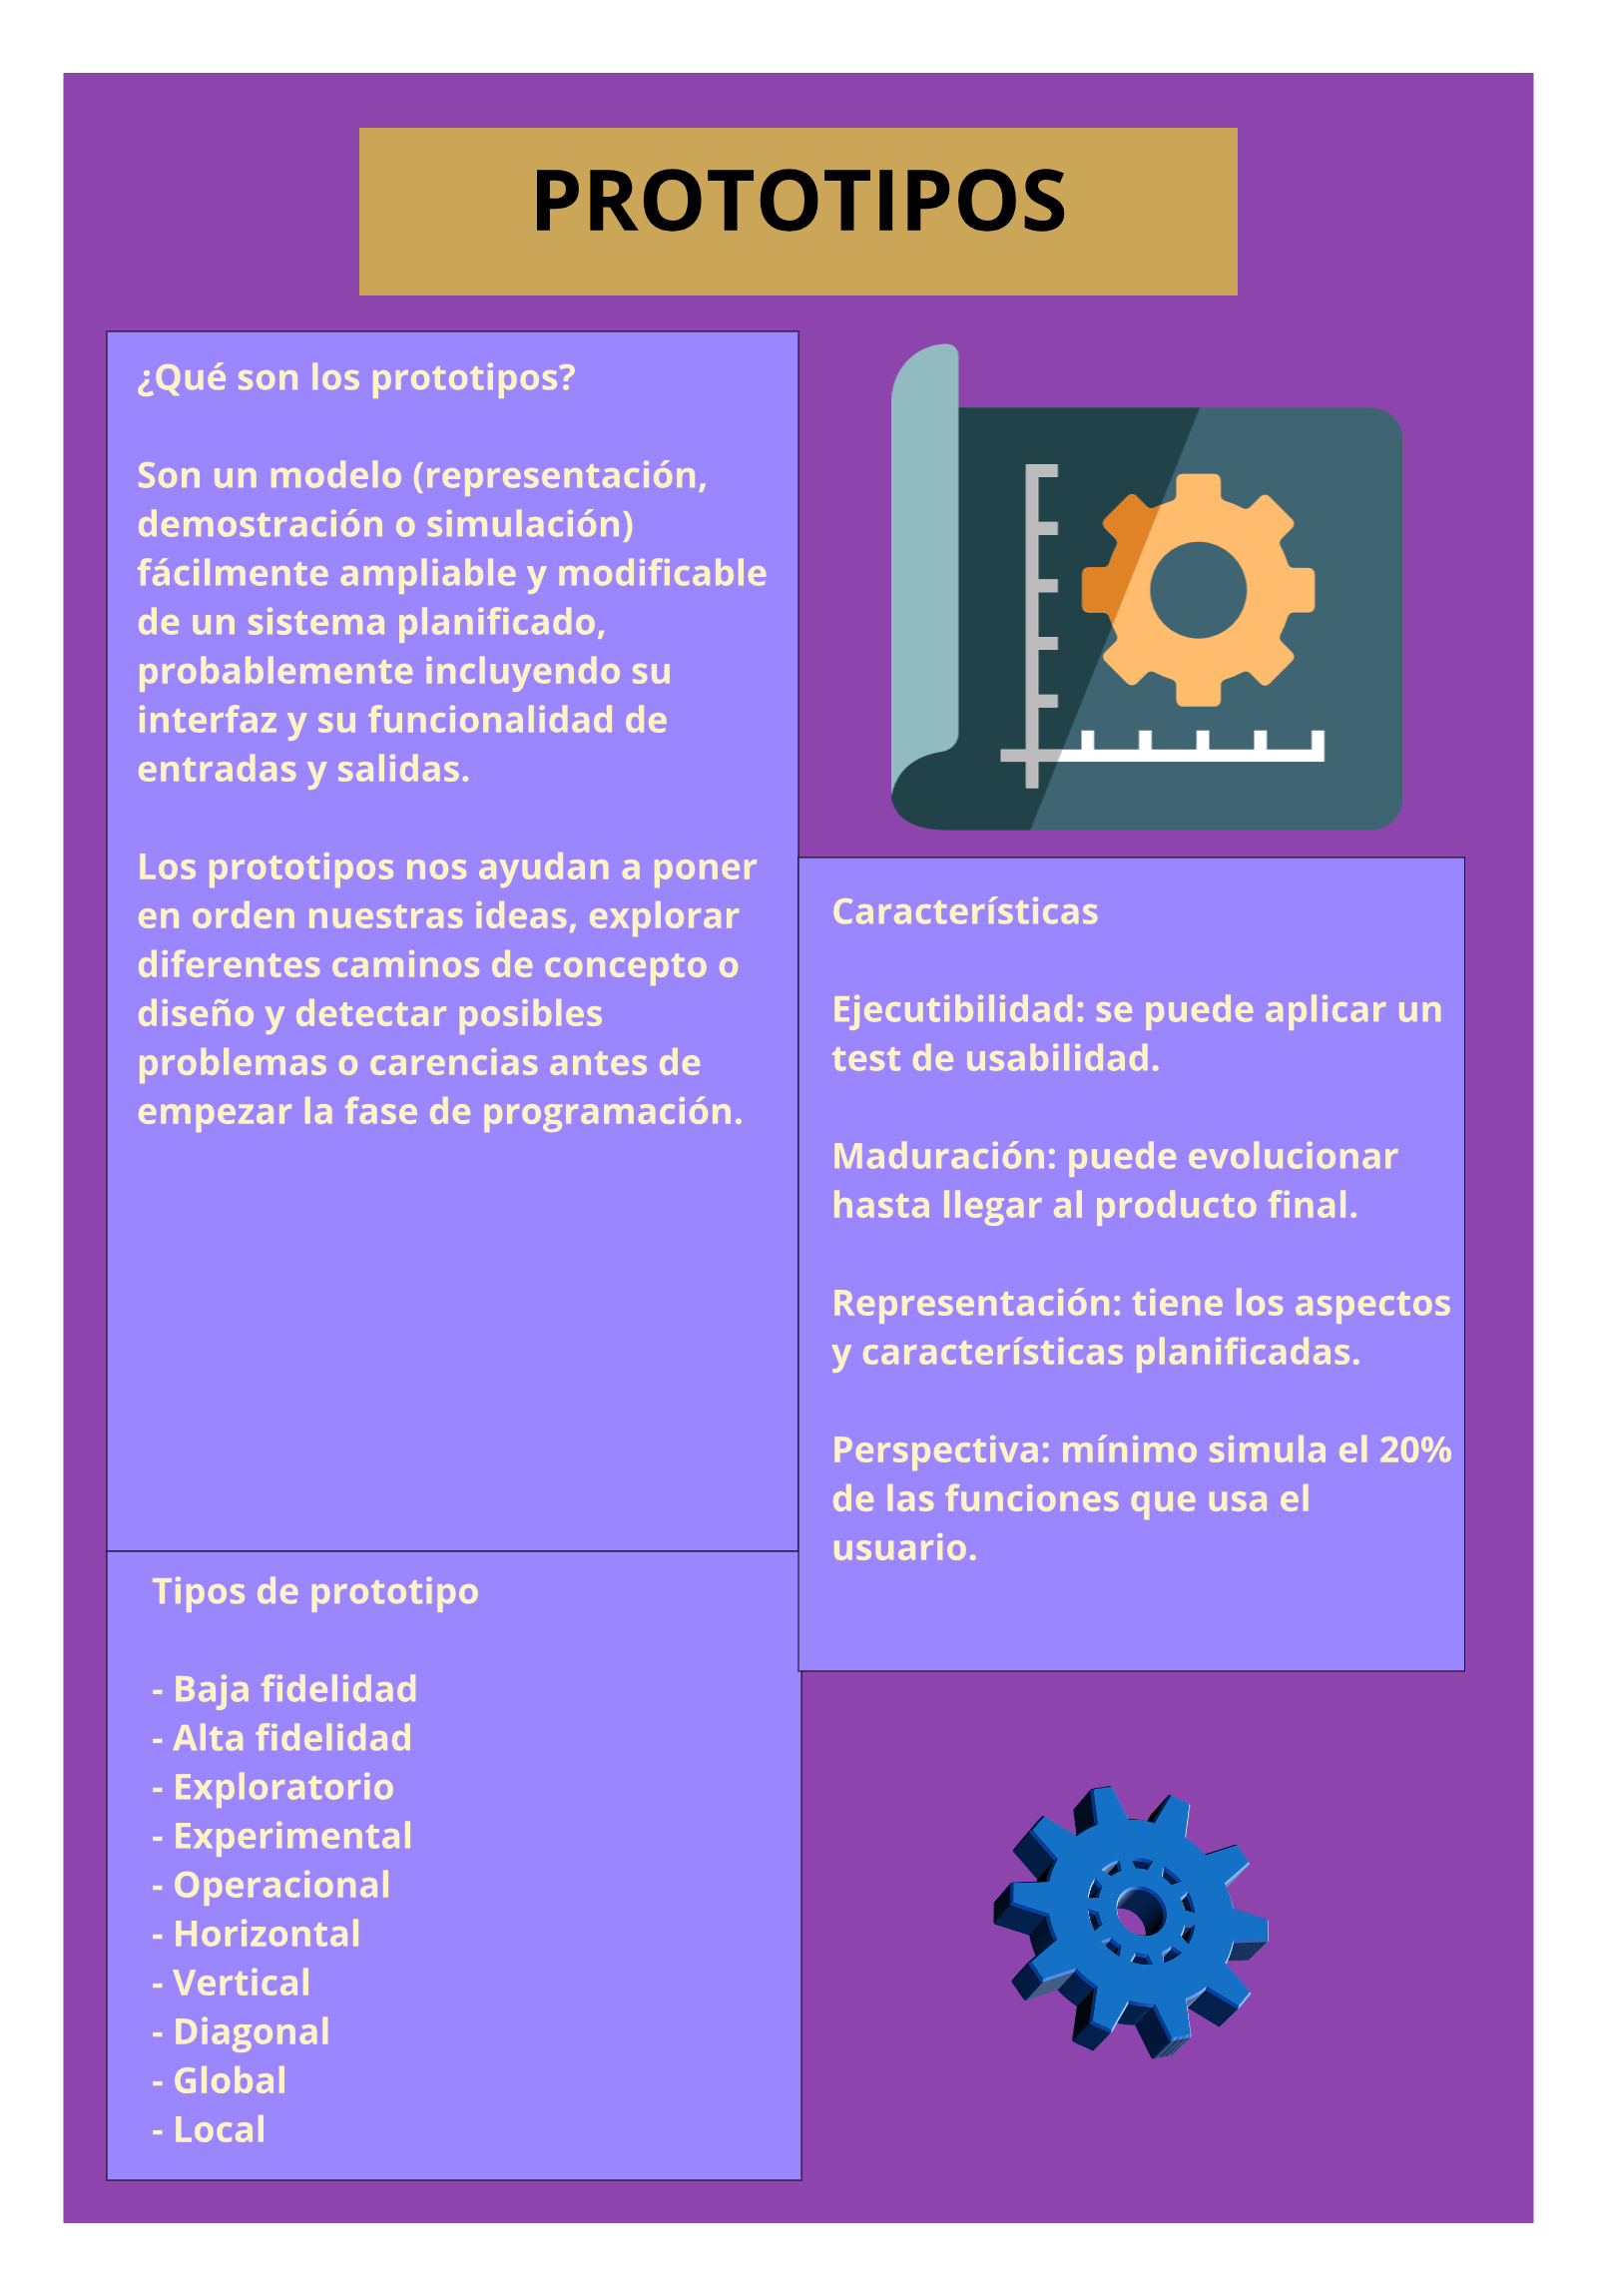 PROTOTIPOS
¿Qué son los prototipos?
Son un modelo (representación,
demostración o simulación)
fácilmente ampliable y modificable
de un sistema planificado,
probablemente incluyendo su
interfaz y su funcionalidad de
entradas y salidas.
Los prototipos nos ayudan a poner
en orden nuestras ideas, explorar
diferentes caminos de concepto o
diseño y detectar posibles
problemas o carencias antes de
empezar la fase de programación.
Características
Ejecutibilidad: se puede aplicar un
test de usabilidad.
Maduración: puede evolucionar
hasta llegar al producto final.
Representación: tiene los aspectos
y características planificadas.
Perspectiva: mínimo simula el 20%
de las funciones que usa el
usuario.
Tipos de prototipo
- Baja fidelidad
- Alta fidelidad
- Exploratorio
- Experimental
- Operacional
- Horizontal
- Vertical
- Diagonal
- Global
- Local